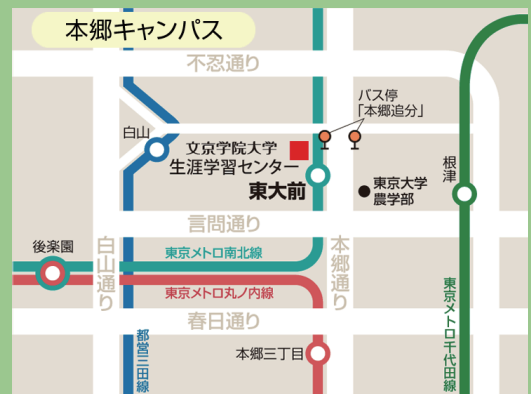 本郷キャンパス
不忍通り
バス停
「本郷追分」
白山
文京学院大学
生涯学習センター
東大前
東京大学
農学部
根津
言問通り
後楽園
白山通り
東京メトロ南北線
本郷通り
東京メトロ丸ノ内線
春日通り
都営三田線
本郷三丁目
東京メトロ千代田線